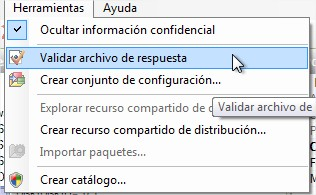 Herramientas Ayuda
Ocultar información confidencial
Validar archivo de respuesta
Crear conjunto de configuración...
Explorar recurso compartido de
Validar archivo de
Crear recurso compartido de distribución...
Importar paquetes...
Crear catálogo...